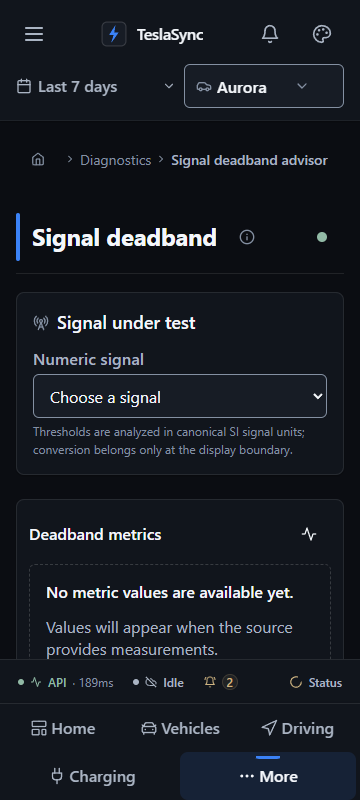 TeslaSync
Last 7 days
Aurora
Diagnostics
Signal deadband advisor
Signal deadband
Signal under test
Numeric signal
Choose a signal
Thresholds are analyzed in canonical SI signal units;
conversion belongs only at the display boundary.
Deadband metrics
No metric values are available yet.
Values will appear when the source
provides measurements.
API · 189ms
Idle
2
Status
Home
Vehicles
Driving
Charging
More